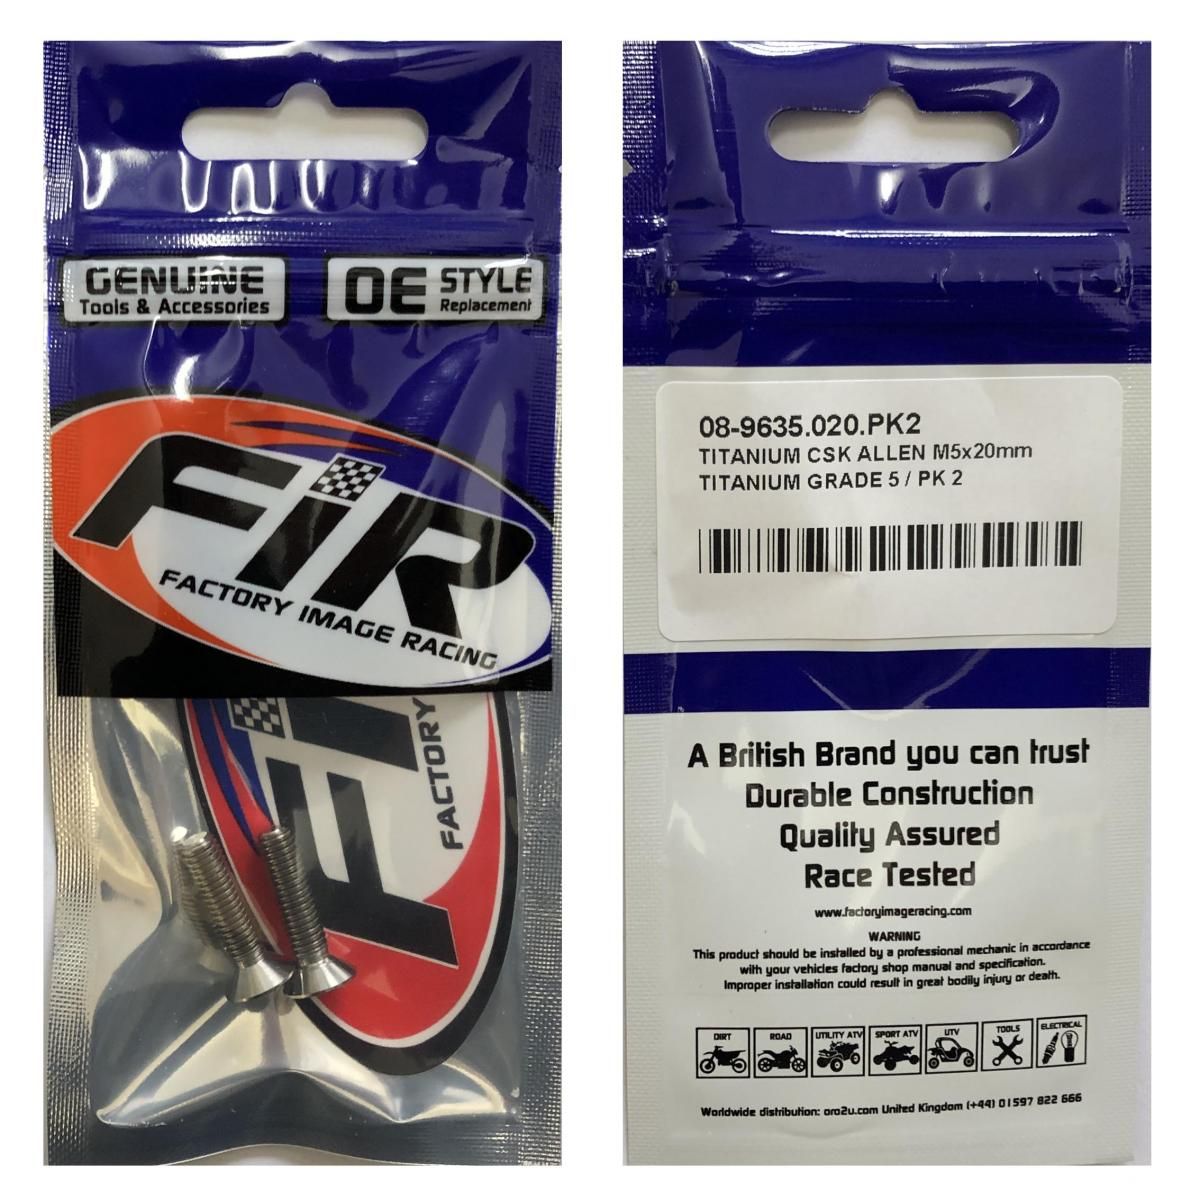 GENUINE
Tools & Accessories
OE STYLE
Replacement
FiR
FACTORY IMAGE RACING
FACTORY
08-9635.020.PK2
TITANIUM CSK ALLEN M5x20mm
TITANIUM GRADE 5 / PK 2
A British Brand you can trust
Durable Construction
Quality Assured
Race Tested
www.factoryimageracing.com
WARNING
This product should be installed by a professional mechanic in accordance
with your vehicles factory shop manual and specification.
Improper installation could result in great bodily injury or death.
DIRT ROAD UTILITY ATV SPORT ATV UTV TOOLS ELECTRICAL
Worldwide distribution: oro2u.com United Kingdom (+44) 01597 822 666